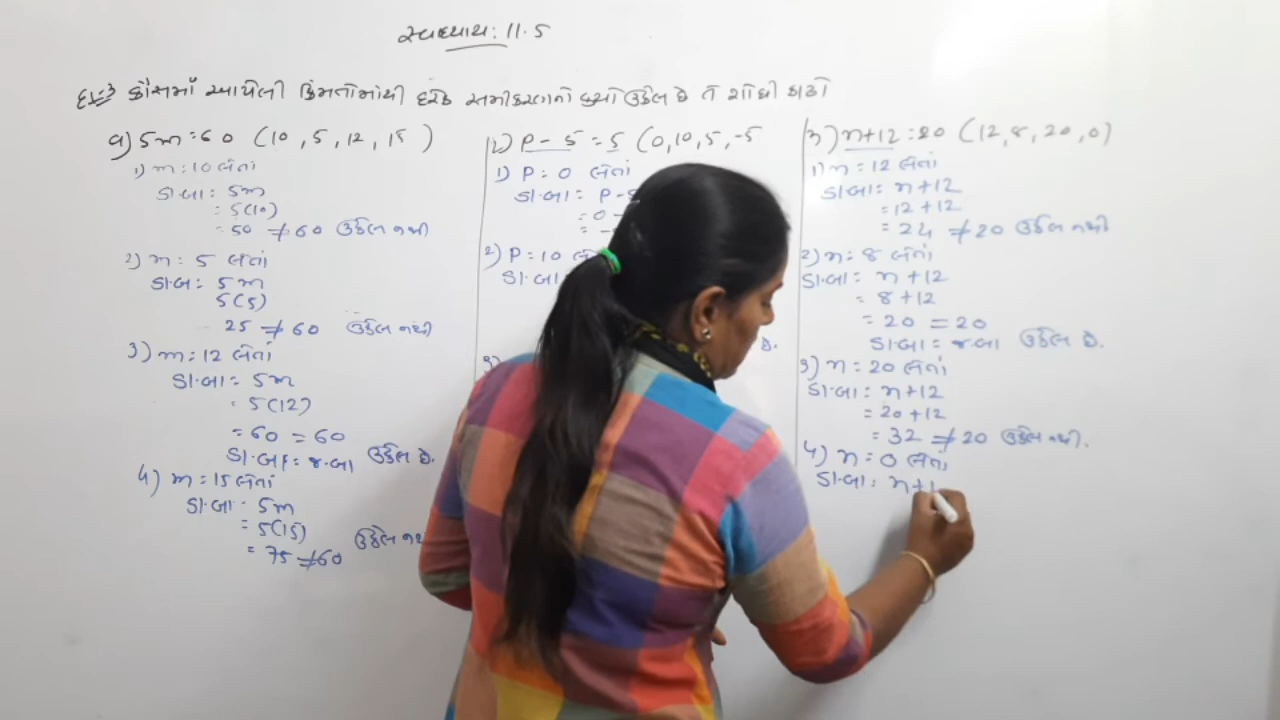 સ્વાધ્યાય: 11.5
દા-3 કૌંસમાં આપેલી કિંમતોમાંથી દરેક સમીકરણનો કયો ઉકેલ છે તે શોધી કાઢો
a) 5m = 60 (10, 5, 12, 15)
1) m = 10 લેતાં
ડા.બા = 5m
= 5(10)
= 50 ≠ 60 ઉકેલ નથી
2) m = 5 લેતાં
ડા.બ = 5m
5(5)
25 ≠ 60 ઉકેલ નથી
3) m = 12 લેતાં
ડા.બા = 5m
= 5(12)
= 60 = 60
ડા.બા = જ.બા ઉકેલ છે.
4) m = 15 લેતાં
ડા.બા = 5m
= 5(15)
= 75 ≠ 60 ઉકેલ
2) P - 5 = 5 (0, 10, 5, -5
1) P = 0 લેતાં
ડા.બા = P -
= 0
= -
2) P = 10
ડા.બા
3) n+12 = 20 (12, 8, 20, 0)
1) n = 12 લેતાં
ડા.બા = n+12
= 12+12
= 24 ≠ 20 ઉકેલ નથી
2) n = 8 લેતાં
ડા.બા = n+12
= 8+12
= 20 = 20
ડા.બા = જ.બા ઉકેલ છે.
3) n = 20 લેતાં
ડા.બા = n+12
= 20+12
= 32 ≠ 20 ઉકેલ નથી.
4) n = 0 લેતાં
ડા.બા = n+1